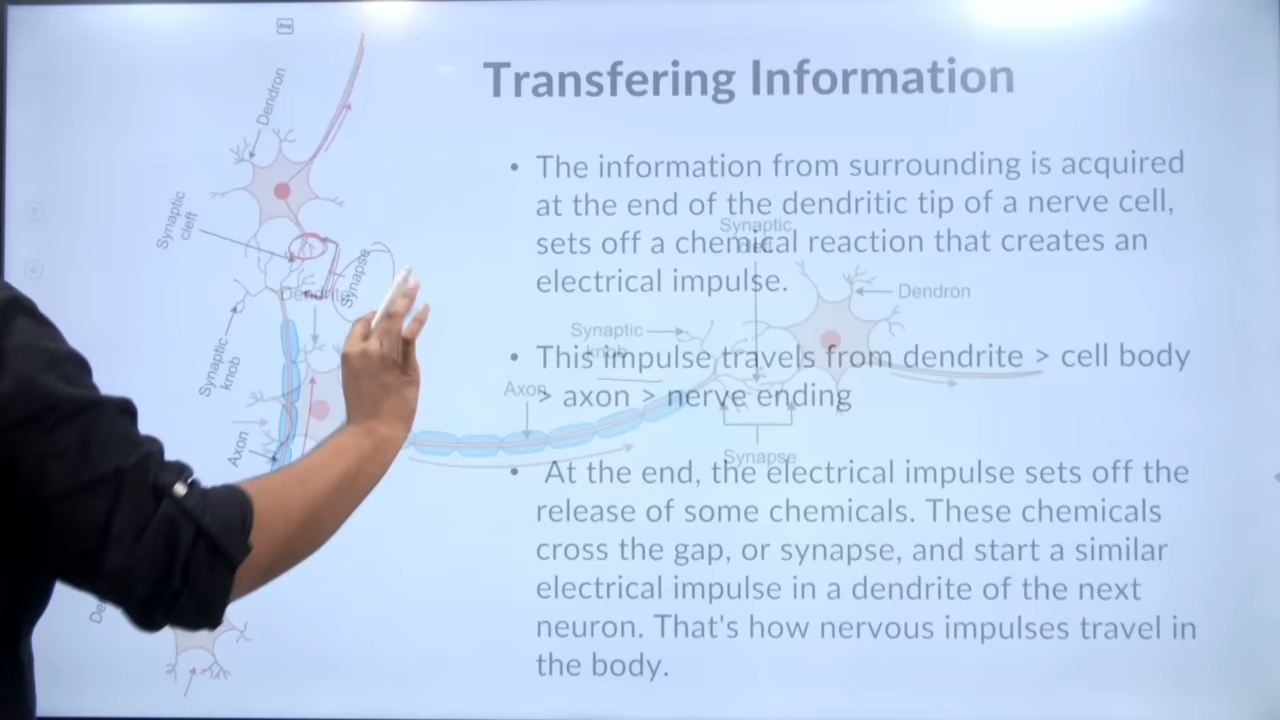 Transfering Information
• The information from surrounding is acquired
at the end of the dendritic tip of a nerve cell,
sets off a chemical reaction that creates an
electrical impulse.
• This impulse travels from dendrite > cell body
> axon > nerve ending
• At the end, the electrical impulse sets off the
release of some chemicals. These chemicals
cross the gap, or synapse, and start a similar
electrical impulse in a dendrite of the next
neuron. That's how nervous impulses travel in
the body.
Dendron
Synaptic
cleft
Synapse
Dendrite
Synaptic
knob
Axon
Synaptic
Dendron
Synaptic
knob
Axon
Synapse